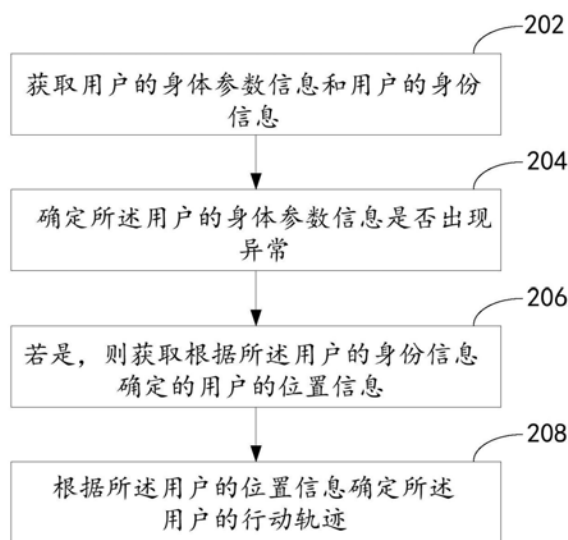 202
获取用户的身体参数信息和用户的身份
信息
204
确定所述用户的身体参数信息是否出现
异常
206
若是，则获取根据所述用户的身份信息
确定的用户的位置信息
208
根据所述用户的位置信息确定所述
用户的行动轨迹